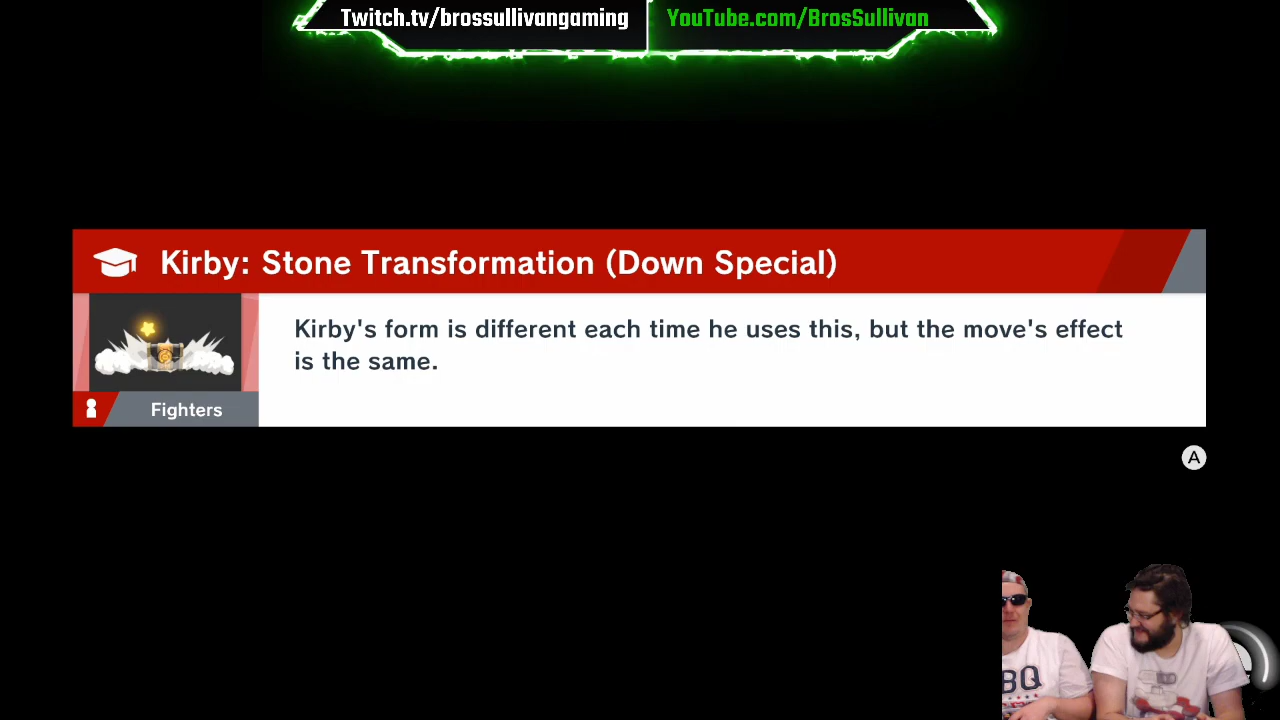 Twitch.tv/brossullivangaming
YouTube.com/BrosSullivan
Kirby: Stone Transformation (Down Special)
Kirby's form is different each time he uses this, but the move's effect
is the same.
Fighters
A
BQ